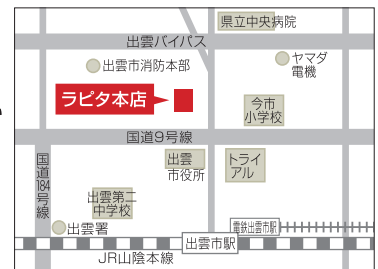 県立中央病院
出雲バイパス
ヤマダ
電機
出雲市消防本部
ラピタ本店
今市
小学校
国道9号線
国道184号線
出雲
市役所
トライ
アル
出雲第二
中学校
電鉄出雲市駅
出雲署
出雲市駅
JR山陰本線